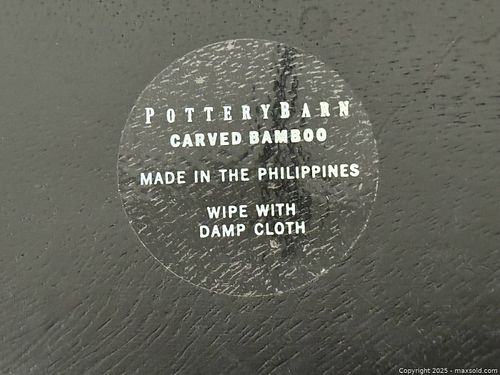 POTTERYBARN
CARVED BAMBOO
MADE IN THE PHILIPPINES
WIPE WITH
DAMP CLOTH
Copyright 2025 - maxsold.com